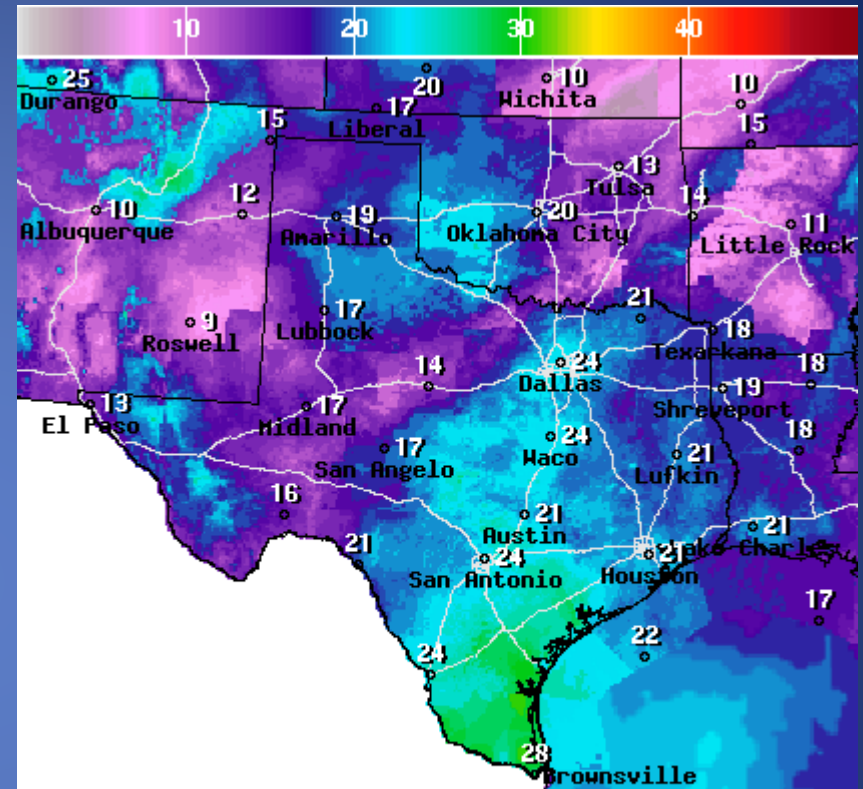 10 20 30 40
25 20 10 10
Durango Wichita
17
Liberal
15 15
13
Tulsa
10 12 19 20 14 11
Albuquerque Amarillo Oklahoma City Little Rock
9 17 21 18
Roswell Lubbock Texarkana
24 18
Dallas
14 19
Shreveport
13 17
El Paso Midland
24
Waco
17 21 18
San Angelo Lufkin
16 21 21
Austin
21 24 21 Lake Charles
San Antonio Houston
17
24 22
28
Brownsville